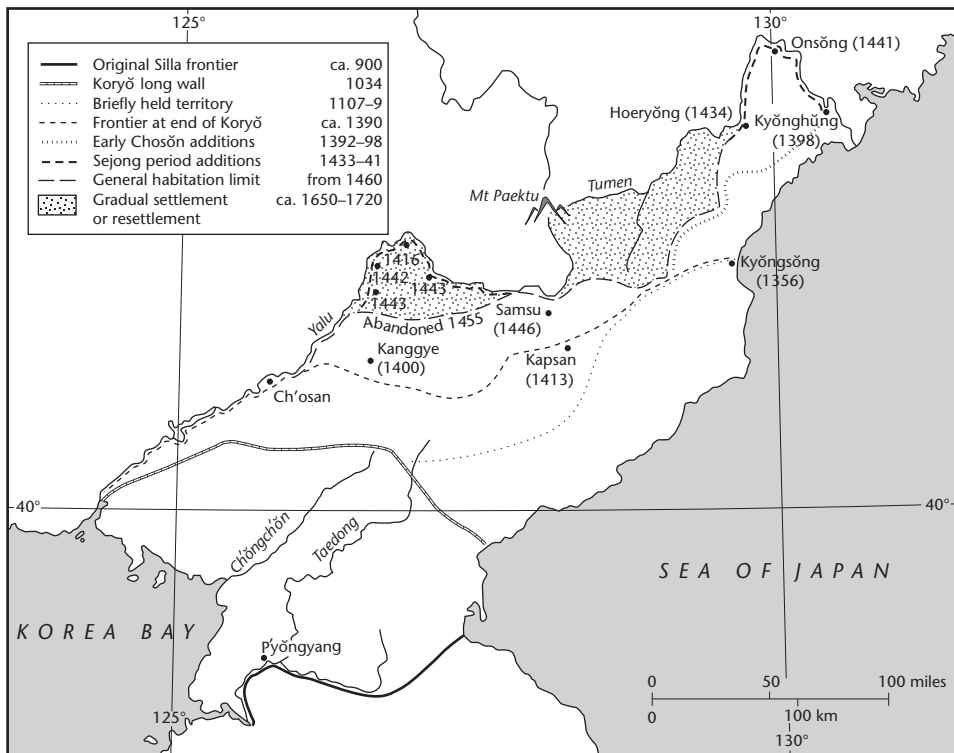 125°
130°
Original Silla frontier ca. 900
Koryŏ long wall 1034
Briefly held territory 1107–9
Frontier at end of Koryŏ ca. 1390
Early Chosŏn additions 1392–98
Sejong period additions 1433–41
General habitation limit from 1460
Gradual settlement ca. 1650–1720
or resettlement
Onsŏng (1441)
Hoeryŏng (1434)
Kyŏnghŭng
(1398)
Tumen
Mt Paektu
Kyŏngsŏng
(1356)
1416
1442
1443
1443
Abandoned 1455
Yalu
Samsu
(1446)
Kanggye
(1400)
Kapsan
(1413)
Ch'osan
40°
40°
Ch'ŏngch'ŏn
Taedong
SEA OF JAPAN
KOREA BAY
P'yŏngyang
0 50 100 miles
0 100 km
125°
130°